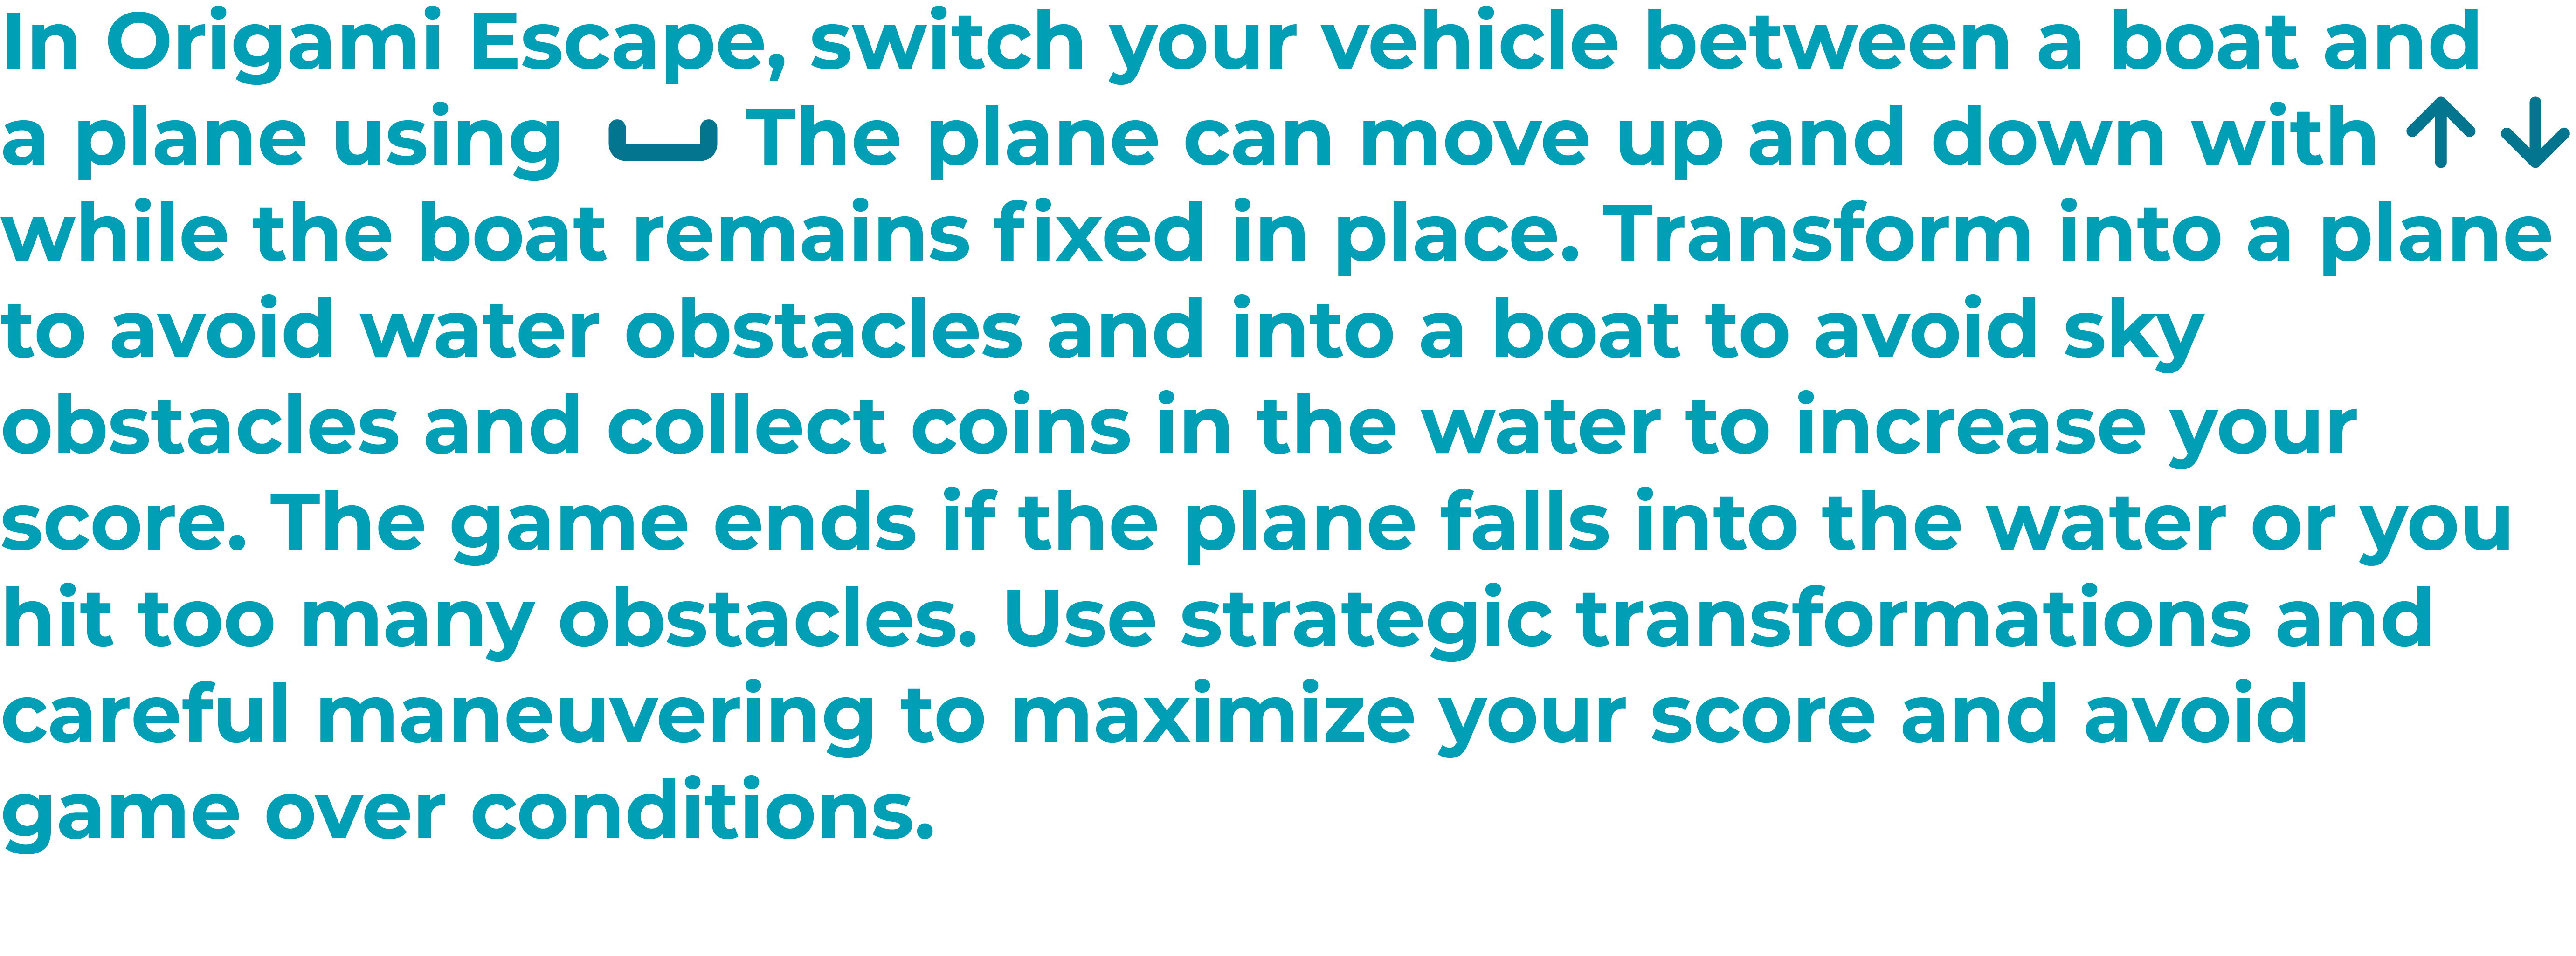 In Origami Escape, switch your vehicle between a boat and
a plane using ⎵ The plane can move up and down with ↑ ↓
while the boat remains fixed in place. Transform into a plane
to avoid water obstacles and into a boat to avoid sky
obstacles and collect coins in the water to increase your
score. The game ends if the plane falls into the water or you
hit too many obstacles. Use strategic transformations and
careful maneuvering to maximize your score and avoid
game over conditions.